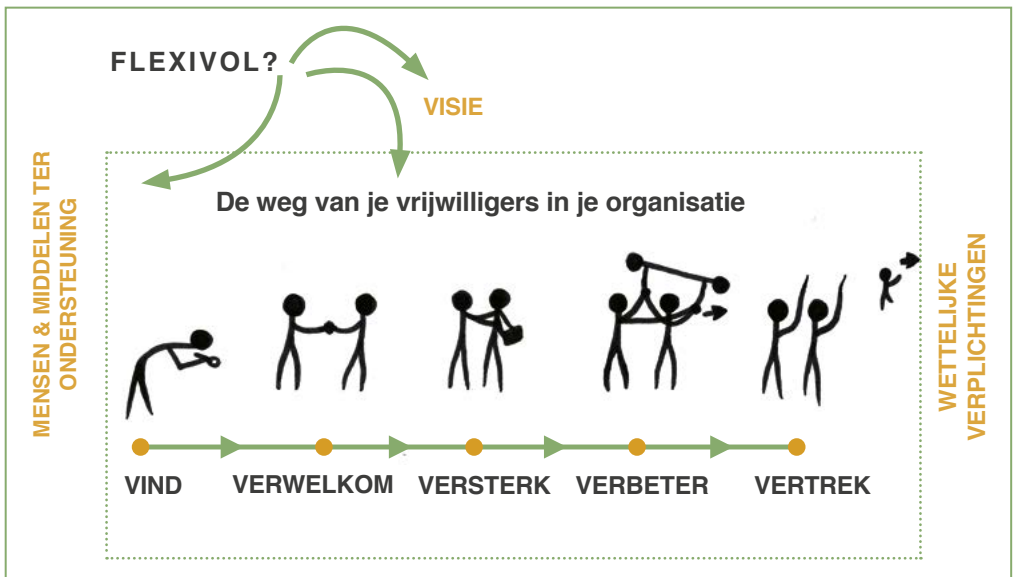 FLEXIVOL?
VISIE
MENSEN & MIDDELEN TER
ONDERSTEUNING
De weg van je vrijwilligers in je organisatie
WETTELIJKE
VERPLICHTINGEN
VIND
VERWELKOM
VERSTERK
VERBETER
VERTREK